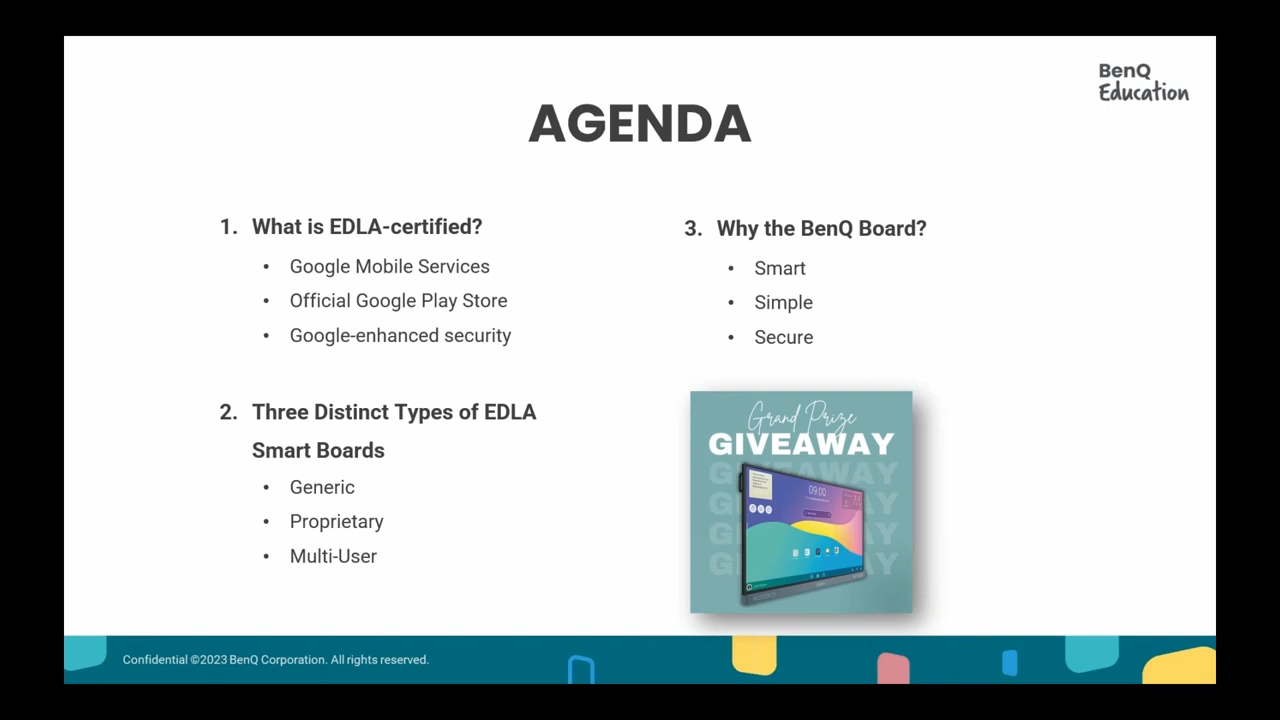 BenQ
Education
AGENDA
1. What is EDLA-certified?
• Google Mobile Services
• Official Google Play Store
• Google-enhanced security
2. Three Distinct Types of EDLA
Smart Boards
• Generic
• Proprietary
• Multi-User
3. Why the BenQ Board?
• Smart
• Simple
• Secure
Grand Prize
GIVEAWAY
09:00
Confidential ©2023 BenQ Corporation. All rights reserved.